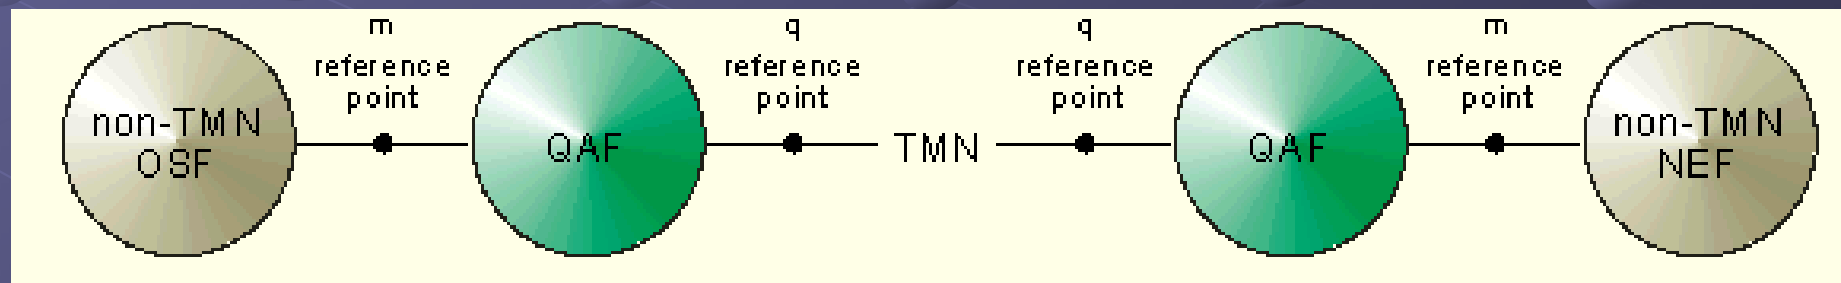 m
reference
point
q
reference
point
q
reference
point
m
reference
point
non-TMN
OSF
QAF
TMN
QAF
non-TMN
NEF